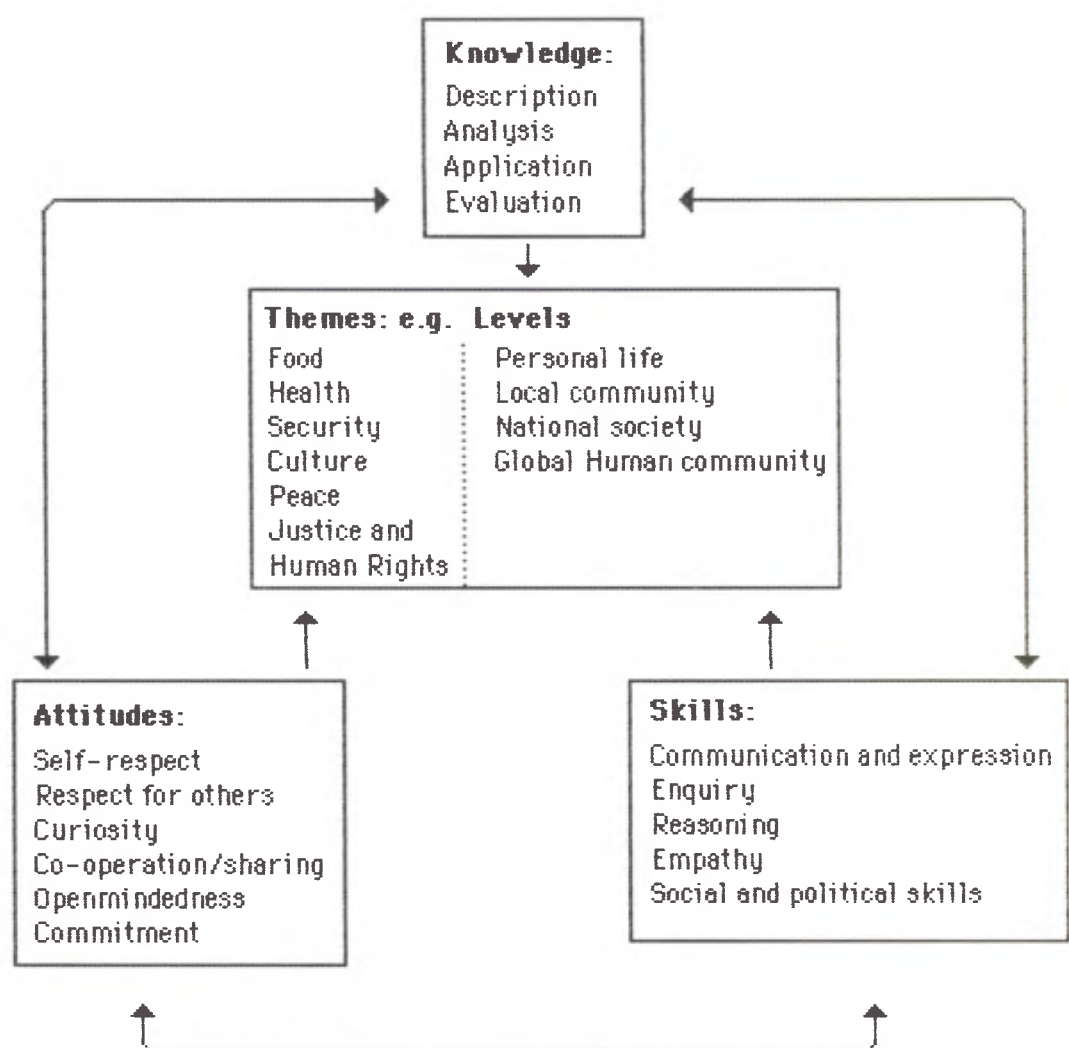 Knowledge:
Description
Analysis
Application
Evaluation
Themes: e.g. Levels
Food
Health
Security
Culture
Peace
Justice and
Human Rights
Personal life
Local community
National society
Global Human community
Attitudes:
Self-respect
Respect for others
Curiosity
Co-operation/sharing
Openmindedness
Commitment
Skills:
Communication and expression
Enquiry
Reasoning
Empathy
Social and political skills